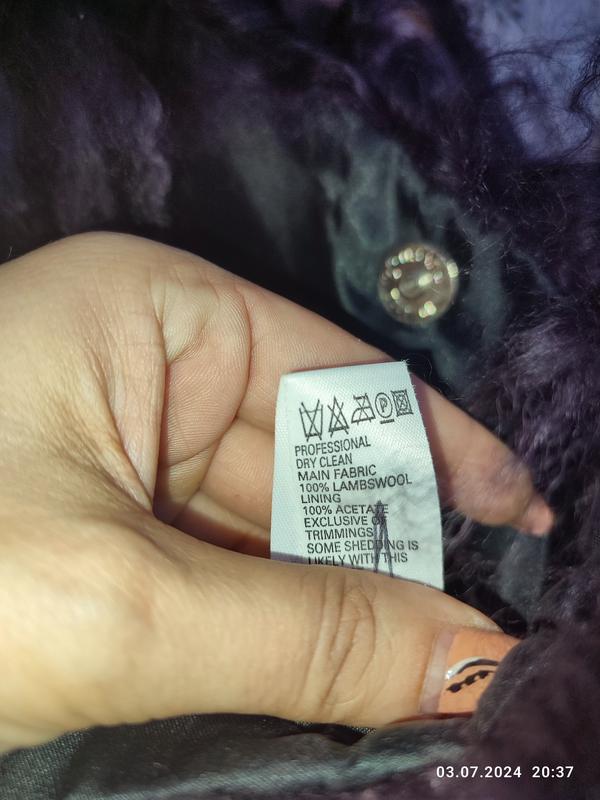 P
PROFESSIONAL
DRY CLEAN
MAIN FABRIC
100% LAMBSWOOL
LINING
100% ACETATE
EXCLUSIVE OF
TRIMMINGS
SOME SHEDDING IS
LIKELY WITH THIS
03.07.2024 20:37